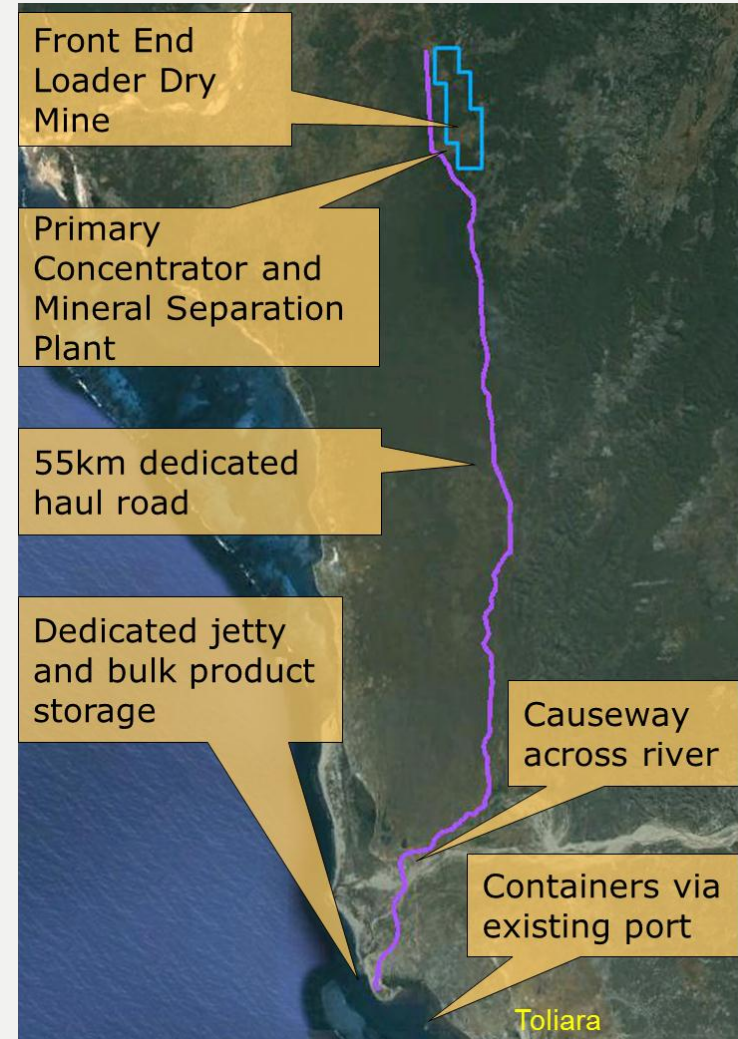 Front End
Loader Dry
Mine
Primary
Concentrator and
Mineral Separation
Plant
55km dedicated
haul road
Dedicated jetty
and bulk product
storage
Causeway
across river
Containers via
existing port
Toliara